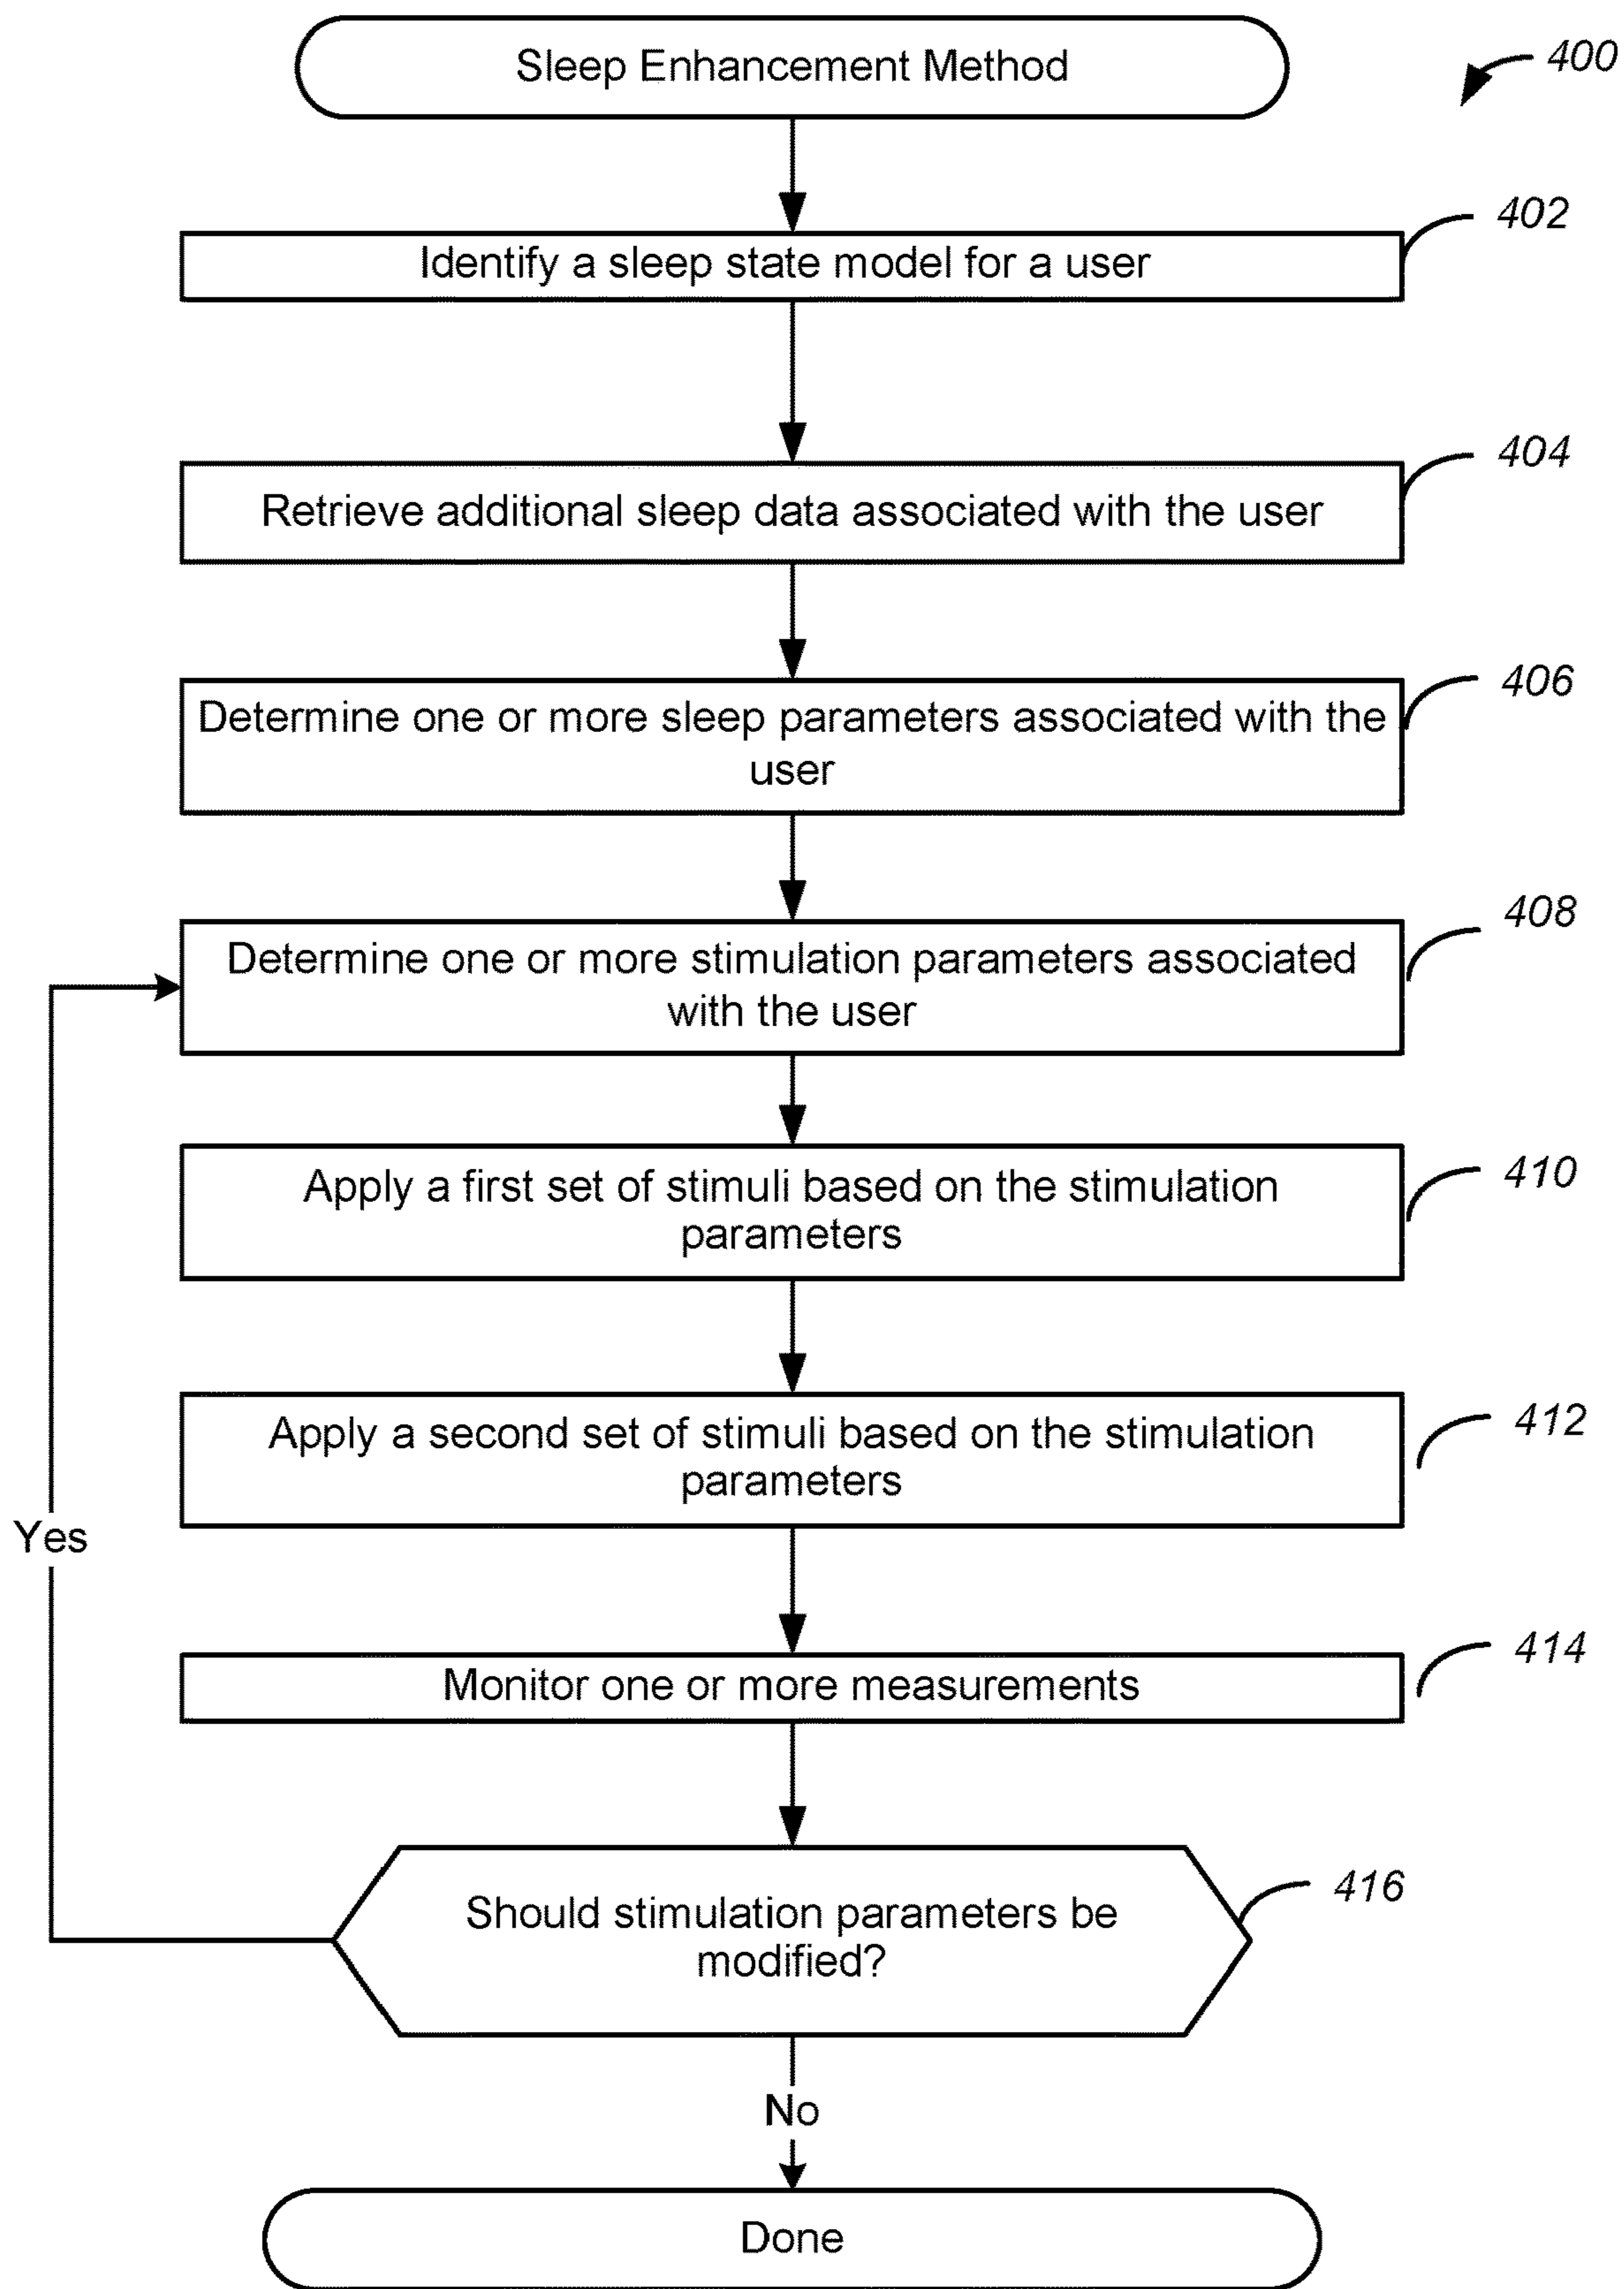 Sleep Enhancement Method
400
402
Identify a sleep state model for a user
404
Retrieve additional sleep data associated with the user
406
Determine one or more sleep parameters associated with the
user
408
Determine one or more stimulation parameters associated
with the user
410
Apply a first set of stimuli based on the stimulation
parameters
412
Apply a second set of stimuli based on the stimulation
parameters
Yes
414
Monitor one or more measurements
416
Should stimulation parameters be
modified?
No
Done